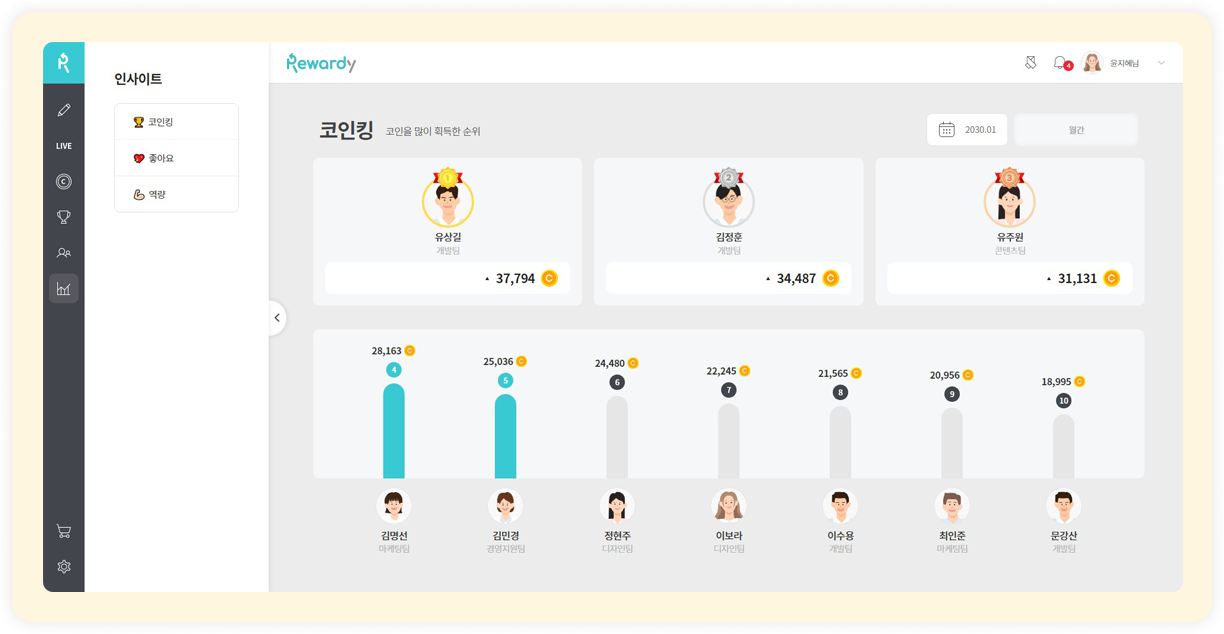 Rewardy
4
윤지혜님
인사이트
코인킹
좋아요
역량
LIVE
C
코인킹 코인을 많이 획득한 순위
2030.01
월간
1
유상길
개발팀
37,794 C
2
김정훈
개발팀
34,487 C
3
유주원
콘텐츠팀
31,131 C
28,163 C
4
김명선
마케팅팀
25,036 C
5
김민경
경영지원팀
24,480 C
6
정현주
디자인팀
22,245 C
7
이보라
디자인팀
21,565 C
8
이수용
개발팀
20,956 C
9
최인준
마케팅팀
18,995 C
10
문강산
개발팀